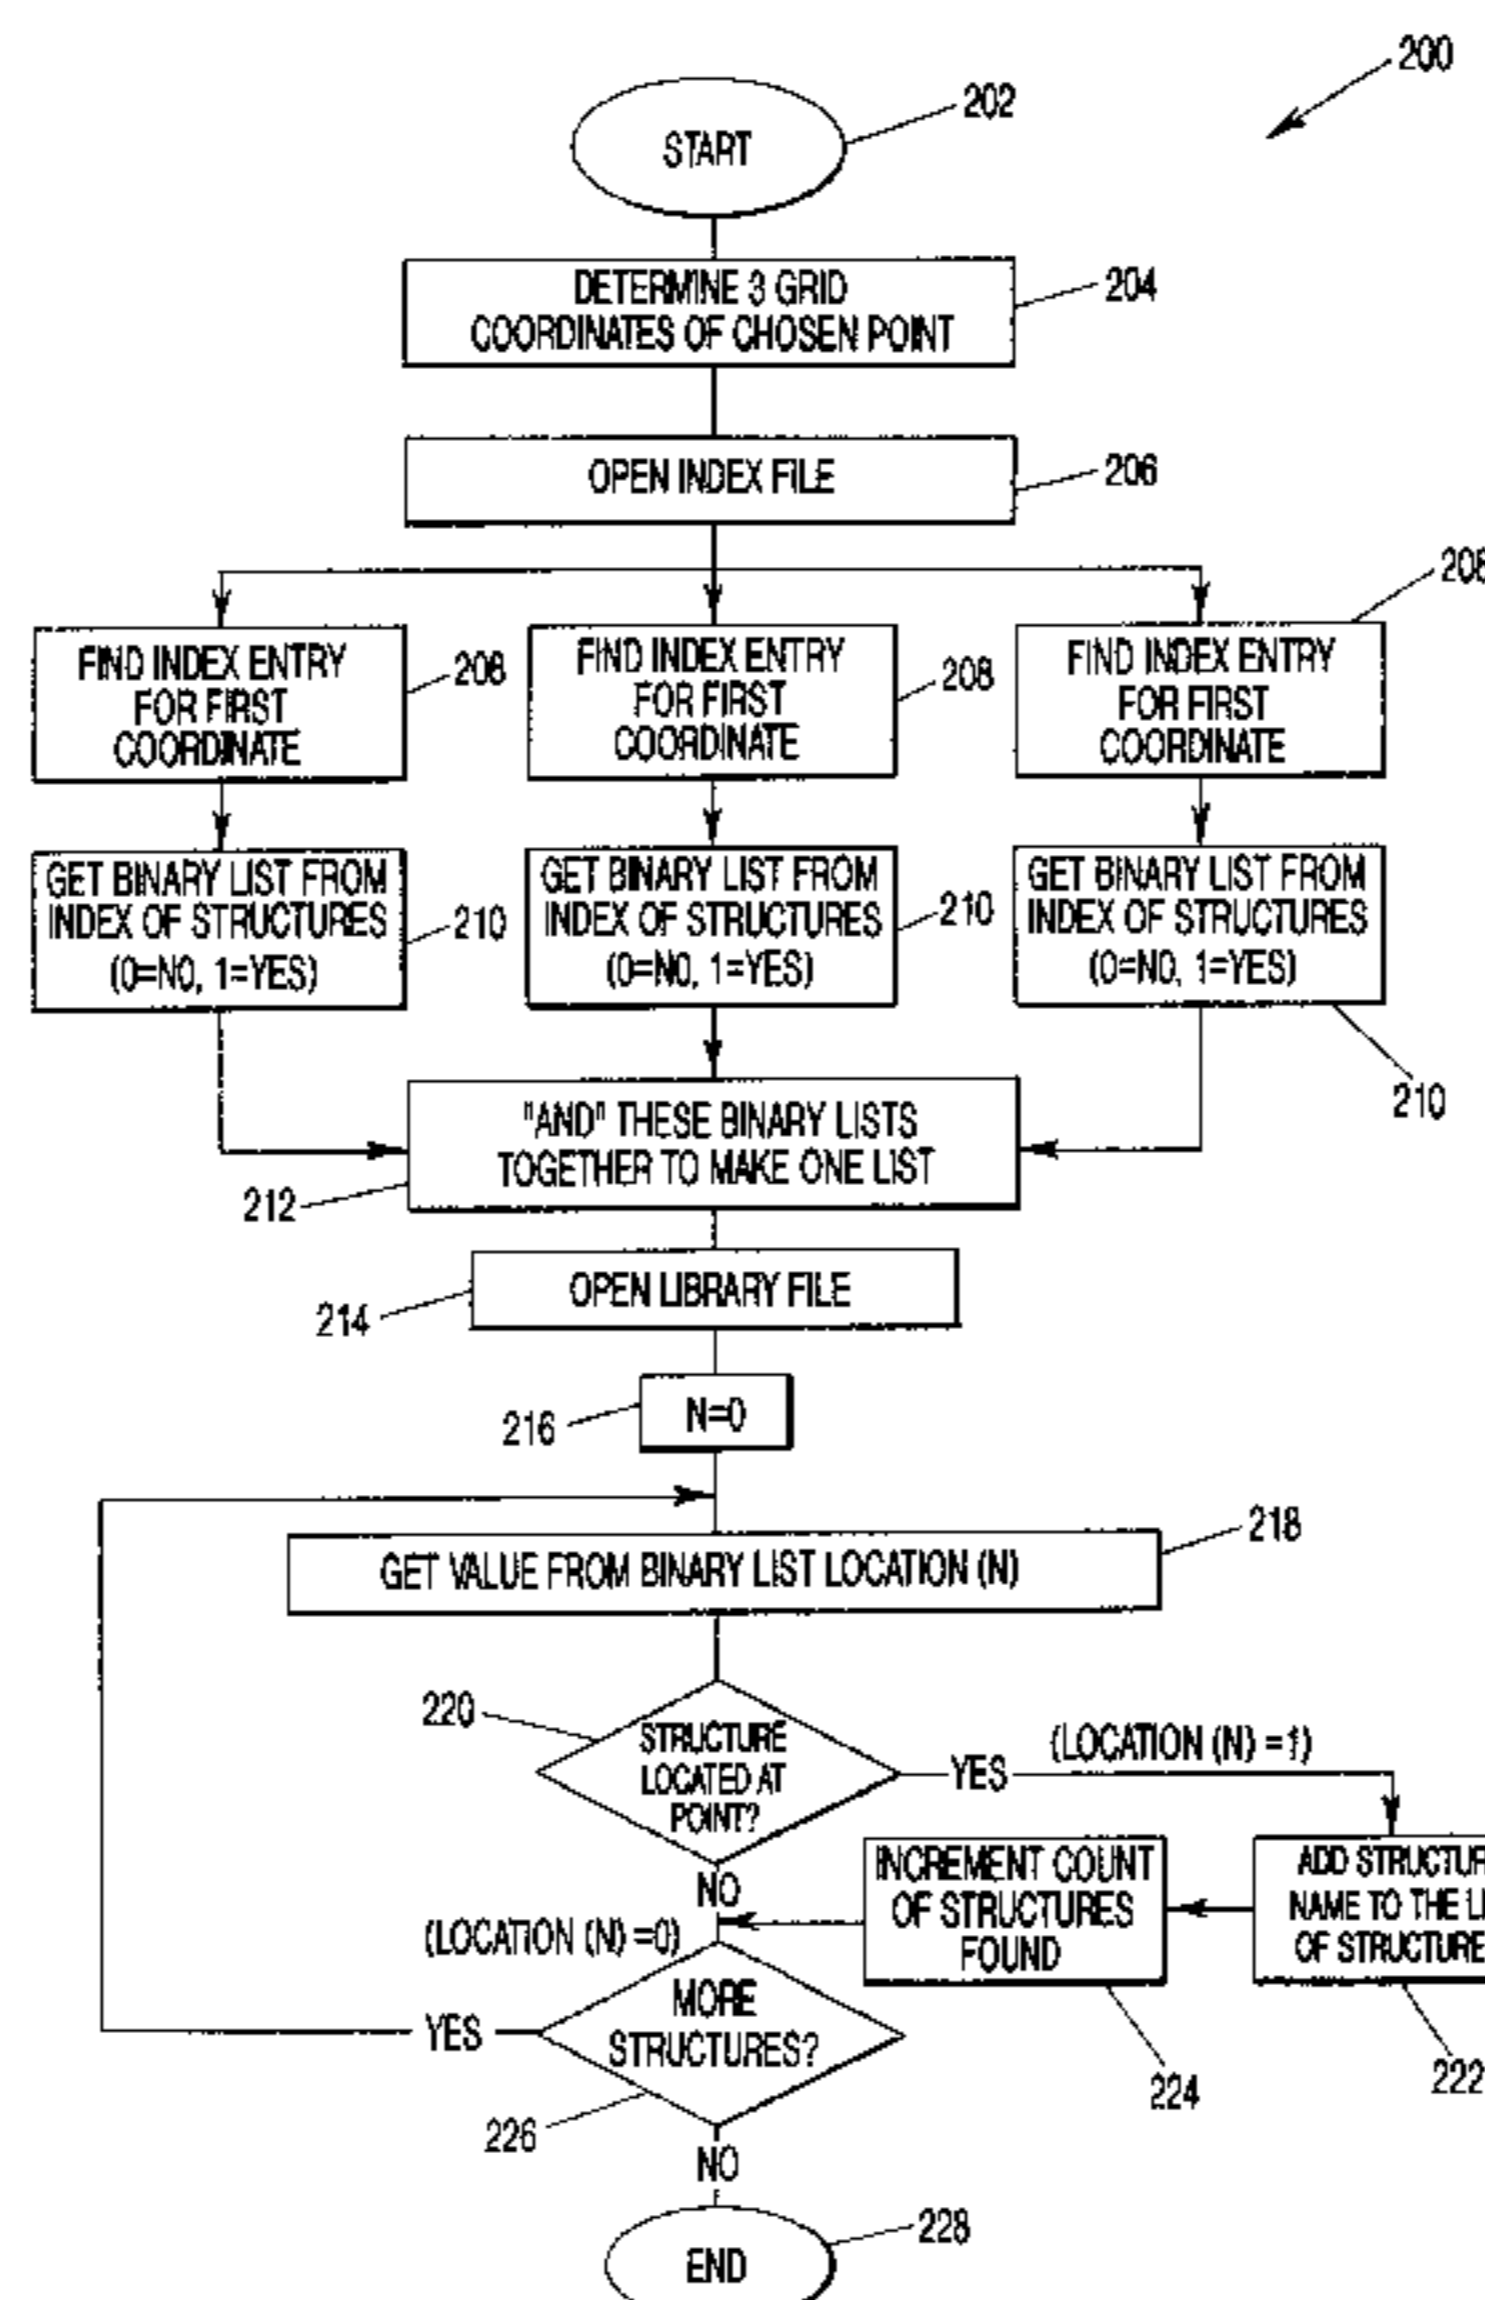 200
202
START
DETERMINE 3 GRID
COORDINATES OF CHOSEN POINT
204
OPEN INDEX FILE
206
208
FIND INDEX ENTRY
FOR FIRST
COORDINATE
208
FIND INDEX ENTRY
FOR FIRST
COORDINATE
208
FIND INDEX ENTRY
FOR FIRST
COORDINATE
GET BINARY LIST FROM
INDEX OF STRUCTURES
(0=NO, 1=YES)
210
GET BINARY LIST FROM
INDEX OF STRUCTURES
(0=NO, 1=YES)
210
GET BINARY LIST FROM
INDEX OF STRUCTURES
(0=NO, 1=YES)
210
"AND" THESE BINARY LISTS
TOGETHER TO MAKE ONE LIST
212
OPEN LIBRARY FILE
214
N=0
216
218
GET VALUE FROM BINARY LIST LOCATION (N)
220
STRUCTURE
LOCATED AT
POINT?
YES
(LOCATION (N) =1)
NO
(LOCATION (N) =0)
INCREMENT COUNT
OF STRUCTURES
FOUND
224
ADD
NAME TO THE
OF
222
MORE
STRUCTURES?
YES
226
NO
228
END